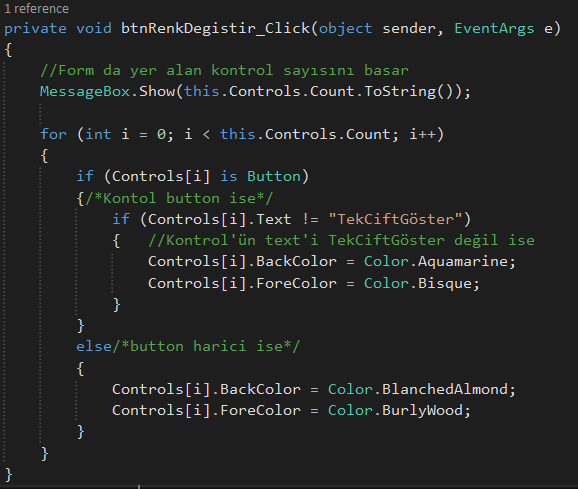 1 reference
private void btnRenkDegistir_Click(object sender, EventArgs e)
{
//Form da yer alan kontrol sayısını basar
MessageBox.Show(this.Controls.Count.ToString());
for (int i = 0; i < this.Controls.Count; i++)
{
if (Controls[i] is Button)
{/*Kontol button ise*/
if (Controls[i].Text != "TekCiftGöster")
{ //Kontrol'ün text'i TekCiftGöster değil ise
Controls[i].BackColor = Color.Aquamarine;
Controls[i].ForeColor = Color.Bisque;
}
}
else/*button harici ise*/
{
Controls[i].BackColor = Color.BlanchedAlmond;
Controls[i].ForeColor = Color.BurlyWood;
}
}
}